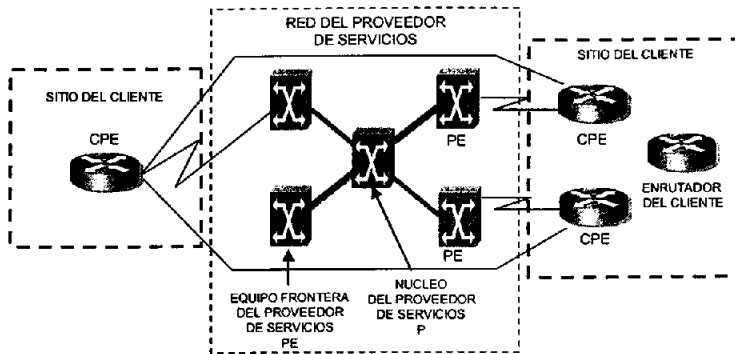 RED DEL PROVEEDOR
DE SERVICIOS
SITIO DEL CLIENTE
CPE
PE
PE
EQUIPO FRONTERA
DEL PROVEEDOR
DE SERVICIOS
PE
NUCLEO
DEL PROVEEDOR
DE SERVICIOS
P
SITIO DEL CLIENTE
CPE
ENRUTADOR
DEL CLIENTE
CPE